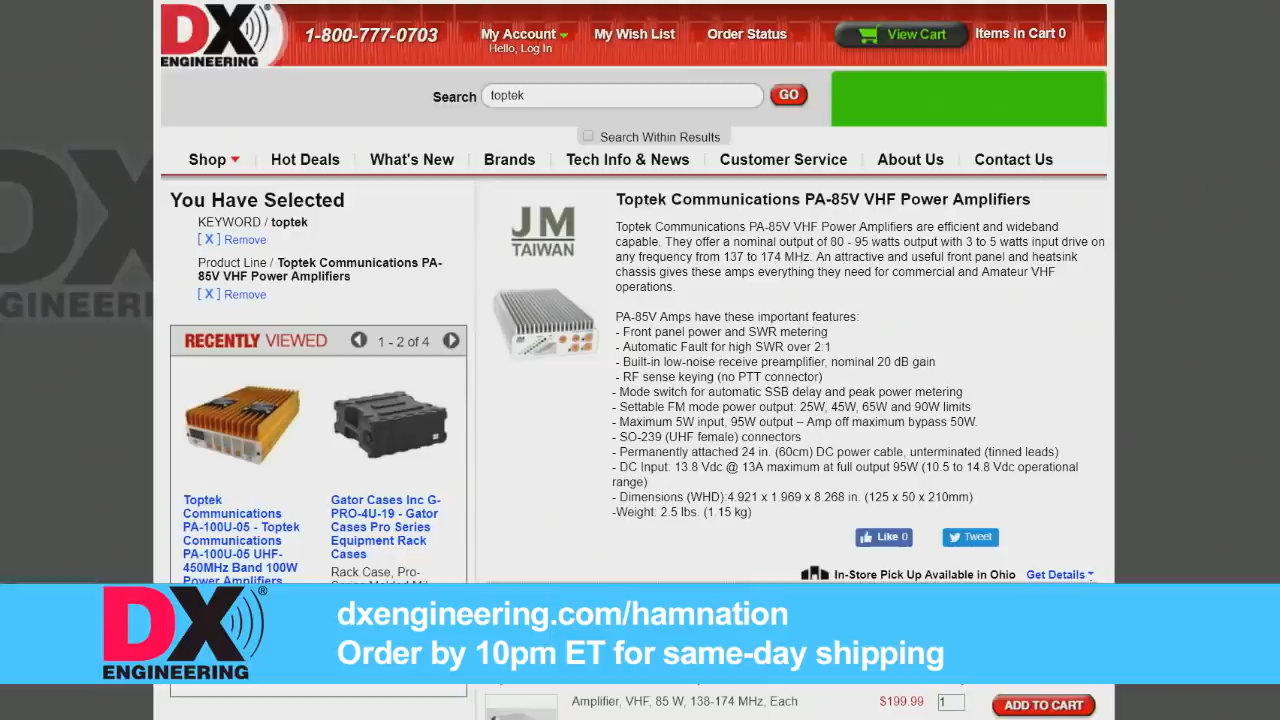 DX
ENGINEERING
1-800-777-0703
My Account
Hello, Log In
My Wish List
Order Status
View Cart
Items in Cart 0
Search
toptek
GO
Search Within Results
Shop
Hot Deals
What's New
Brands
Tech Info & News
Customer Service
About Us
Contact Us
You Have Selected
KEYWORD / toptek
[ X ] Remove
Product Line / Toptek Communications PA-
85V VHF Power Amplifiers
[ X ] Remove
RECENTLY VIEWED
1 - 2 of 4
Toptek
Communications
PA-100U-05 - Toptek
Communications
PA-100U-05 UHF-
450MHz Band 100W
Power Amplifiers
Gator Cases Inc G-
PRO-4U-19 - Gator
Cases Pro Series
Equipment Rack
Cases
Rack Case, Pro-
JM
TAIWAN
Toptek Communications PA-85V VHF Power Amplifiers
Toptek Communications PA-85V VHF Power Amplifiers are efficient and wideband
capable. They offer a nominal output of 80 - 95 watts output with 3 to 5 watts input drive on
any frequency from 137 to 174 MHz. An attractive and useful front panel and heatsink
chassis gives these amps everything they need for commercial and Amateur VHF
operations.
PA-85V Amps have these important features:
- Front panel power and SWR metering
- Automatic Fault for high SWR over 2:1
- Built-in low-noise receive preamplifier, nominal 20 dB gain
- RF sense keying (no PTT connector)
- Mode switch for automatic SSB delay and peak power metering
- Settable FM mode power output: 25W, 45W, 65W and 90W limits
- Maximum 5W input, 95W output – Amp off maximum bypass 50W.
- SO-239 (UHF female) connectors
- Permanently attached 24 in. (60cm) DC power cable, unterminated (tinned leads)
- DC Input: 13.8 Vdc @ 13A maximum at full output 95W (10.5 to 14.8 Vdc operational
range)
- Dimensions (WHD):4.921 x 1.969 x 8.268 in. (125 x 50 x 210mm)
-Weight: 2.5 lbs. (1.15 kg)
Like 0
Tweet
In-Store Pick Up Available in Ohio
Get Details
DX
ENGINEERING
®
dxengineering.com/hamnation
Order by 10pm ET for same-day shipping
Amplifier, VHF, 85 W, 138-174 MHz, Each
$199.99
1
ADD TO CART
DX
ENGINEERING